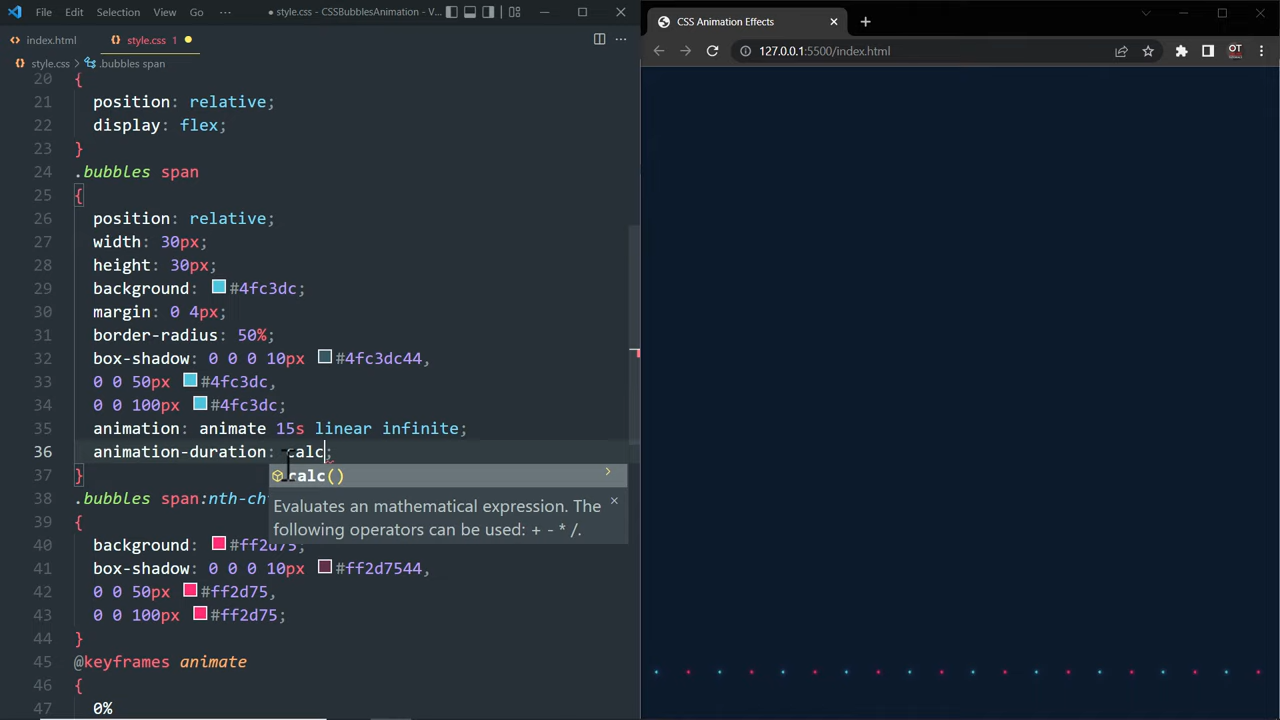 File Edit Selection View Go ● style.css - CSSBubblesAnimation - V...
CSS Animation Effects
index.html
style.css 1
127.0.0.1:5500/index.html
OT
style.css > .bubbles span
20 {
21 position: relative;
22 display: flex;
23 }
24 .bubbles span
25 {
26 position: relative;
27 width: 30px;
28 height: 30px;
29 background: #4fc3dc;
30 margin: 0 4px;
31 border-radius: 50%;
32 box-shadow: 0 0 0 10px #4fc3dc44,
33 0 0 50px #4fc3dc,
34 0 0 100px #4fc3dc;
35 animation: animate 15s linear infinite;
36 animation-duration: calc;
37 }
calc()
38 .bubbles span:nth-ch
Evaluates an mathematical expression. The
following operators can be used: + - * /.
39 {
40 background: #ff2d75;
41 box-shadow: 0 0 0 10px #ff2d7544,
42 0 0 50px #ff2d75,
43 0 0 100px #ff2d75;
44 }
45 @keyframes animate
46 {
47 0%